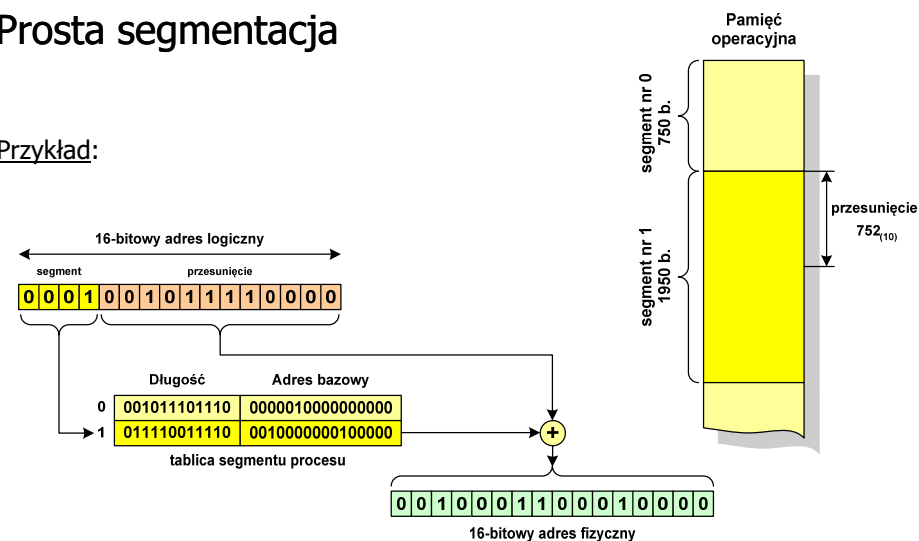 Prosta segmentacja
Przykład:
Pamięć
operacyjna
segment nr 0
750 b.
segment nr 1
1950 b.
przesunięcie
752(10)
16-bitowy adres logiczny
segment
przesunięcie
0 0 0 1 0 0 1 0 1 1 1 1 0 0 0 0
Długość
Adres bazowy
0 001011101110 0000010000000000
1 011110011110 0010000000100000
+
tablica segmentu procesu
0 0 1 0 0 0 1 1 0 0 0 1 0 0 0 0
16-bitowy adres fizyczny